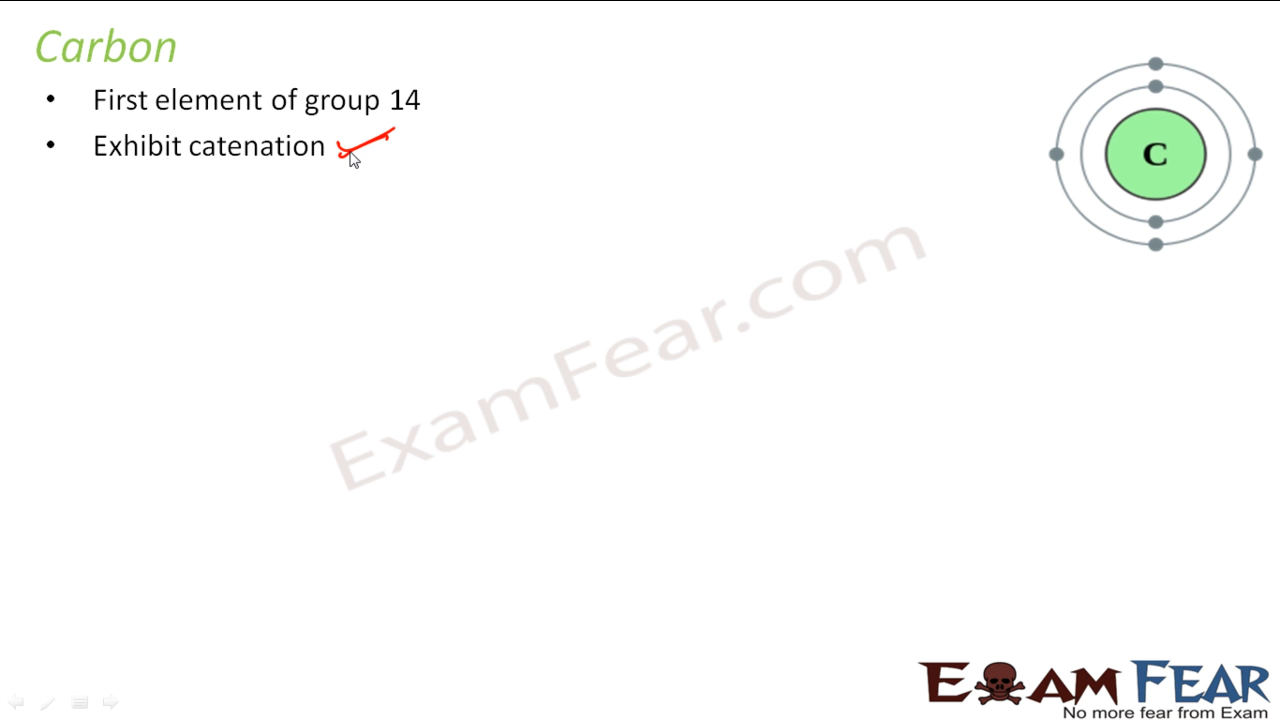 Carbon
• First element of group 14
• Exhibit catenation
C
ExamFear.com
EXAM FEAR
No more fear from Exam